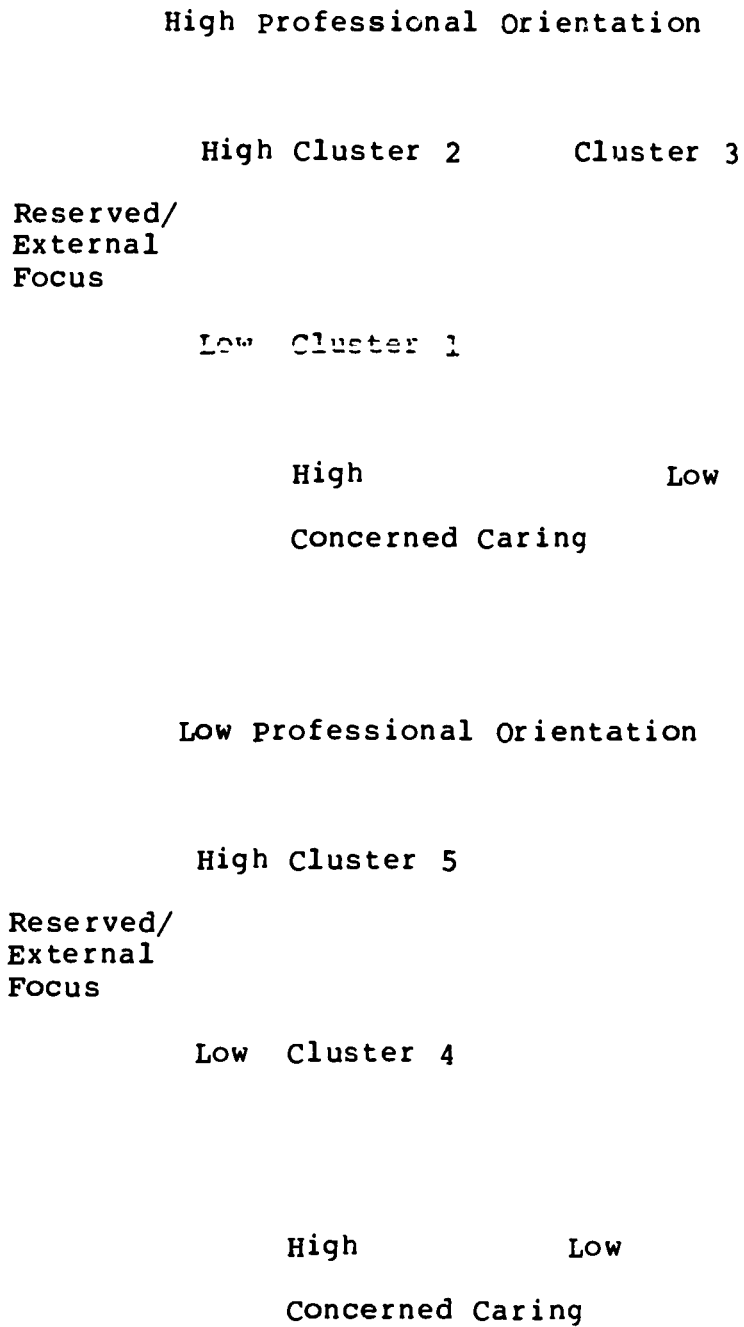 High Professional Orientation
High Cluster 2 Cluster 3
Reserved/
External
Focus
Low Cluster 1
High Low
Concerned Caring
Low Professional Orientation
High Cluster 5
Reserved/
External
Focus
Low Cluster 4
High Low
Concerned Caring